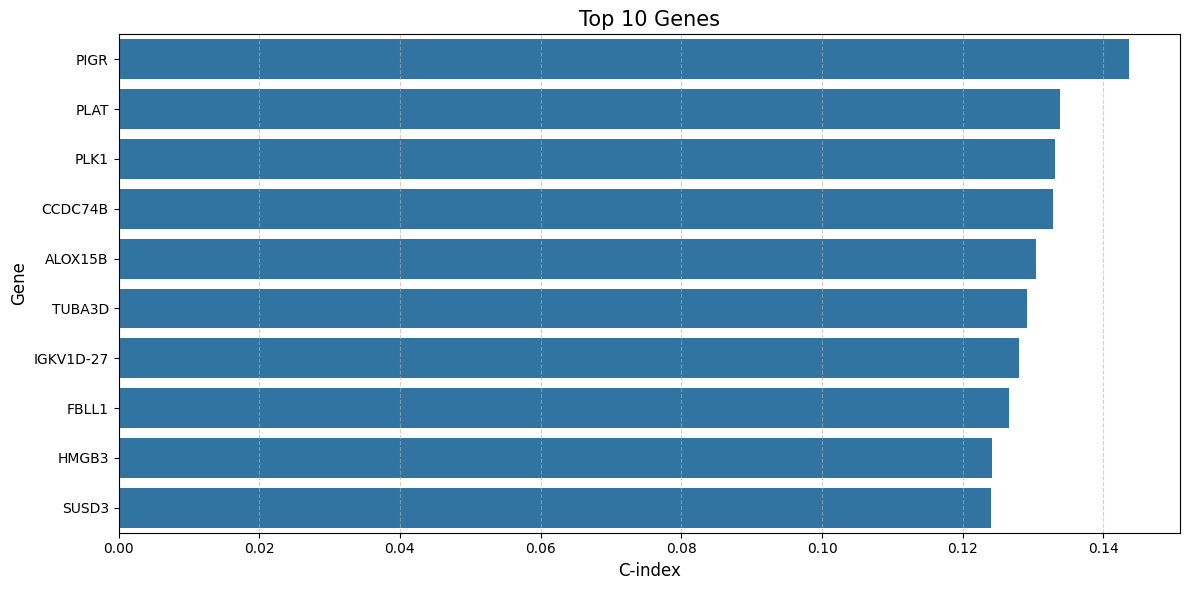 Top 10 Genes
Gene
PIGR
PLAT
PLK1
CCDC74B
ALOX15B
TUBA3D
IGKV1D-27
FBLL1
HMGB3
SUSD3
0.00 0.02 0.04 0.06 0.08 0.10 0.12 0.14
C-index